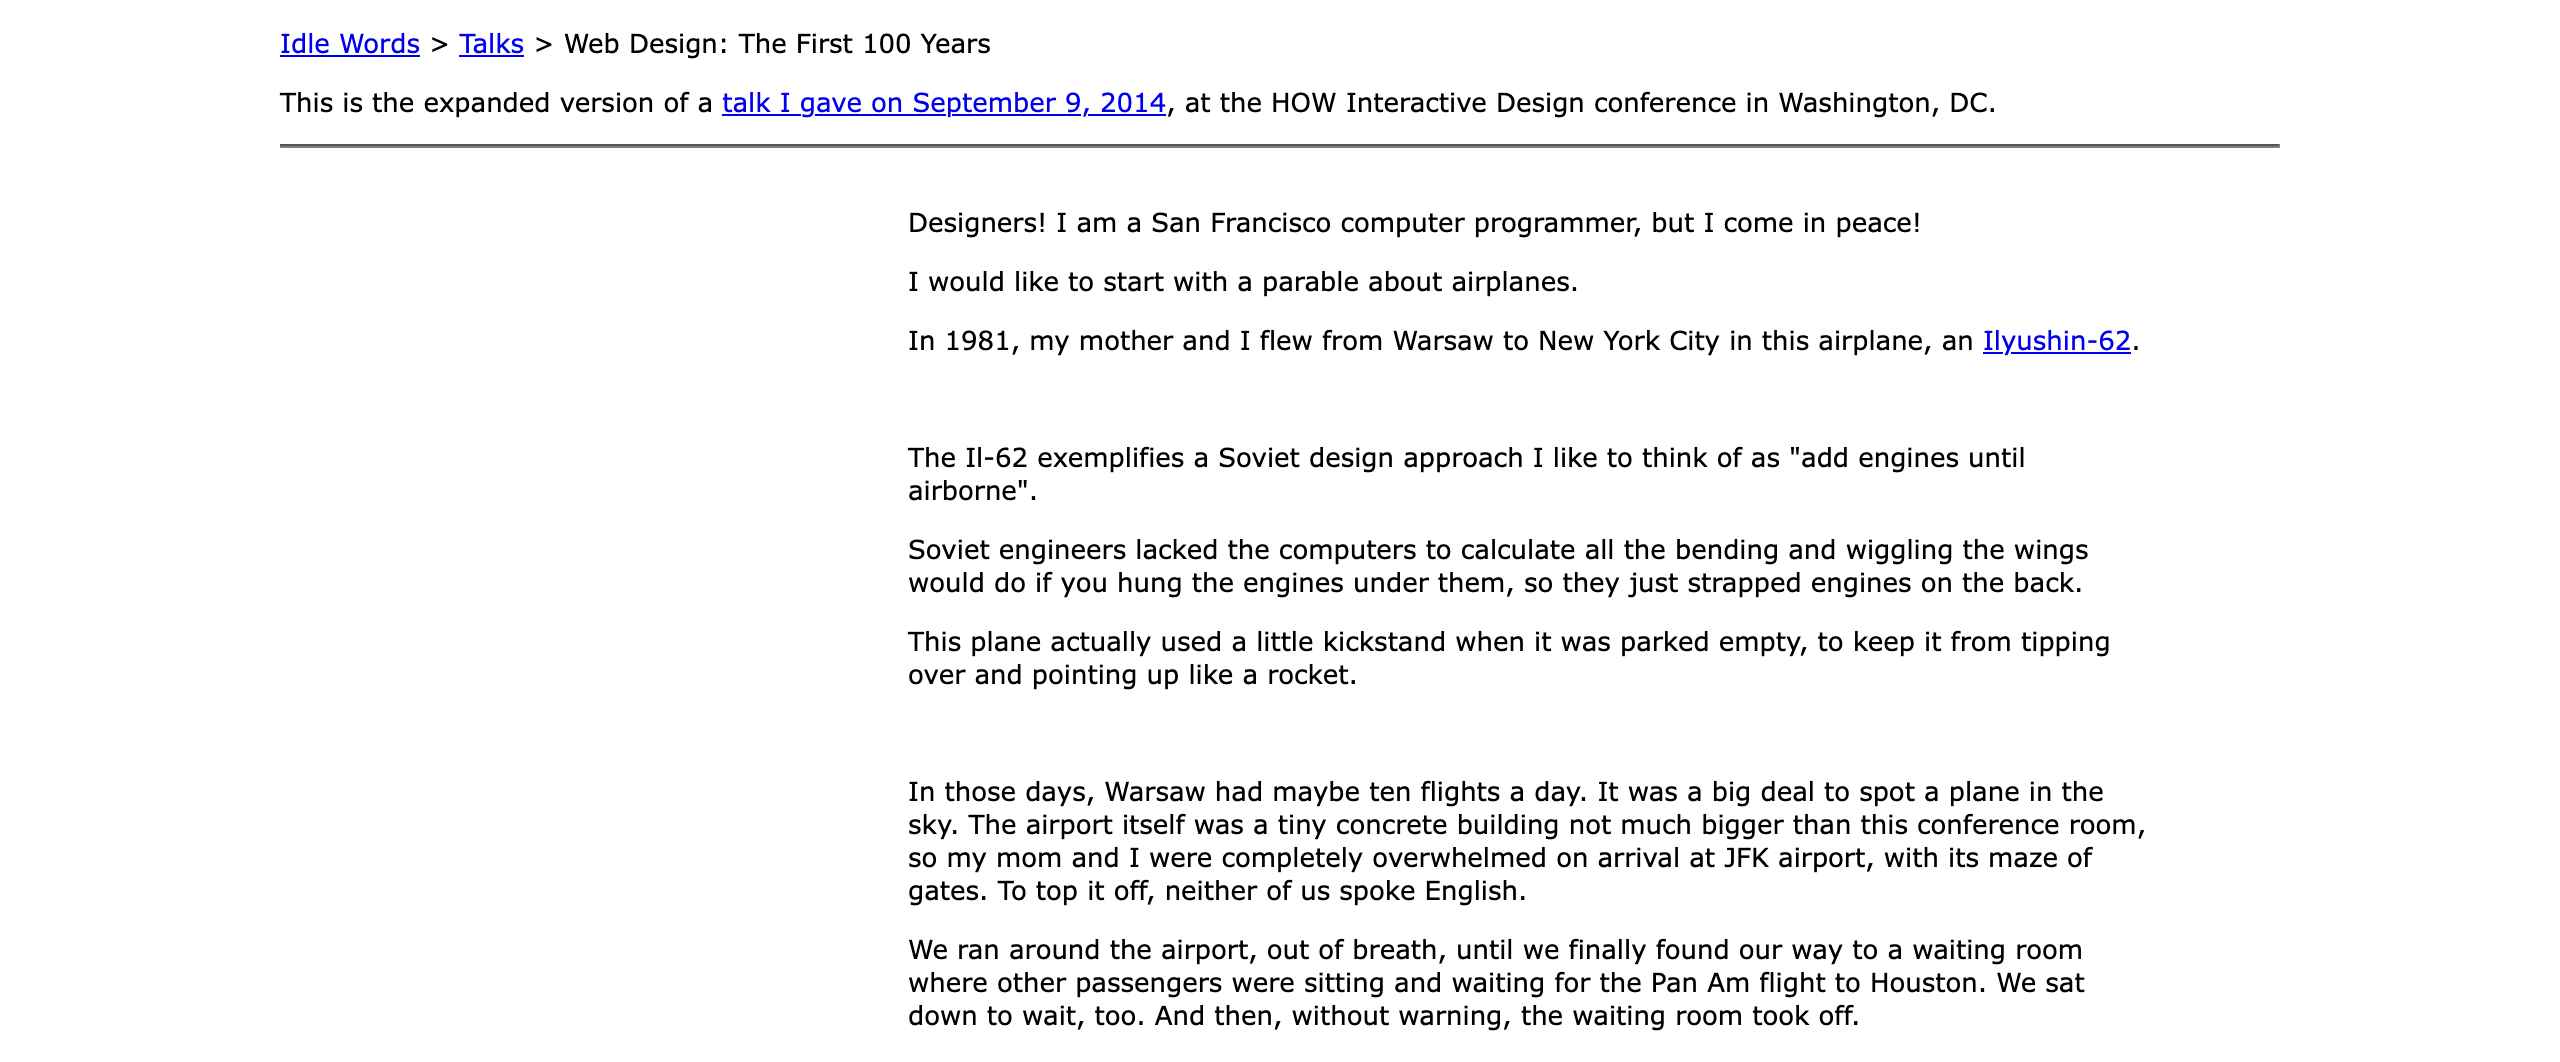 Idle Words > Talks > Web Design: The First 100 Years
This is the expanded version of a talk I gave on September 9, 2014, at the HOW Interactive Design conference in Washington, DC.
Designers! I am a San Francisco computer programmer, but I come in peace!
I would like to start with a parable about airplanes.
In 1981, my mother and I flew from Warsaw to New York City in this airplane, an Ilyushin-62.
The Il-62 exemplifies a Soviet design approach I like to think of as "add engines until
airborne".
Soviet engineers lacked the computers to calculate all the bending and wiggling the wings
would do if you hung the engines under them, so they just strapped engines on the back.
This plane actually used a little kickstand when it was parked empty, to keep it from tipping
over and pointing up like a rocket.
In those days, Warsaw had maybe ten flights a day. It was a big deal to spot a plane in the
sky. The airport itself was a tiny concrete building not much bigger than this conference room,
so my mom and I were completely overwhelmed on arrival at JFK airport, with its maze of
gates. To top it off, neither of us spoke English.
We ran around the airport, out of breath, until we finally found our way to a waiting room
where other passengers were sitting and waiting for the Pan Am flight to Houston. We sat
down to wait, too. And then, without warning, the waiting room took off.